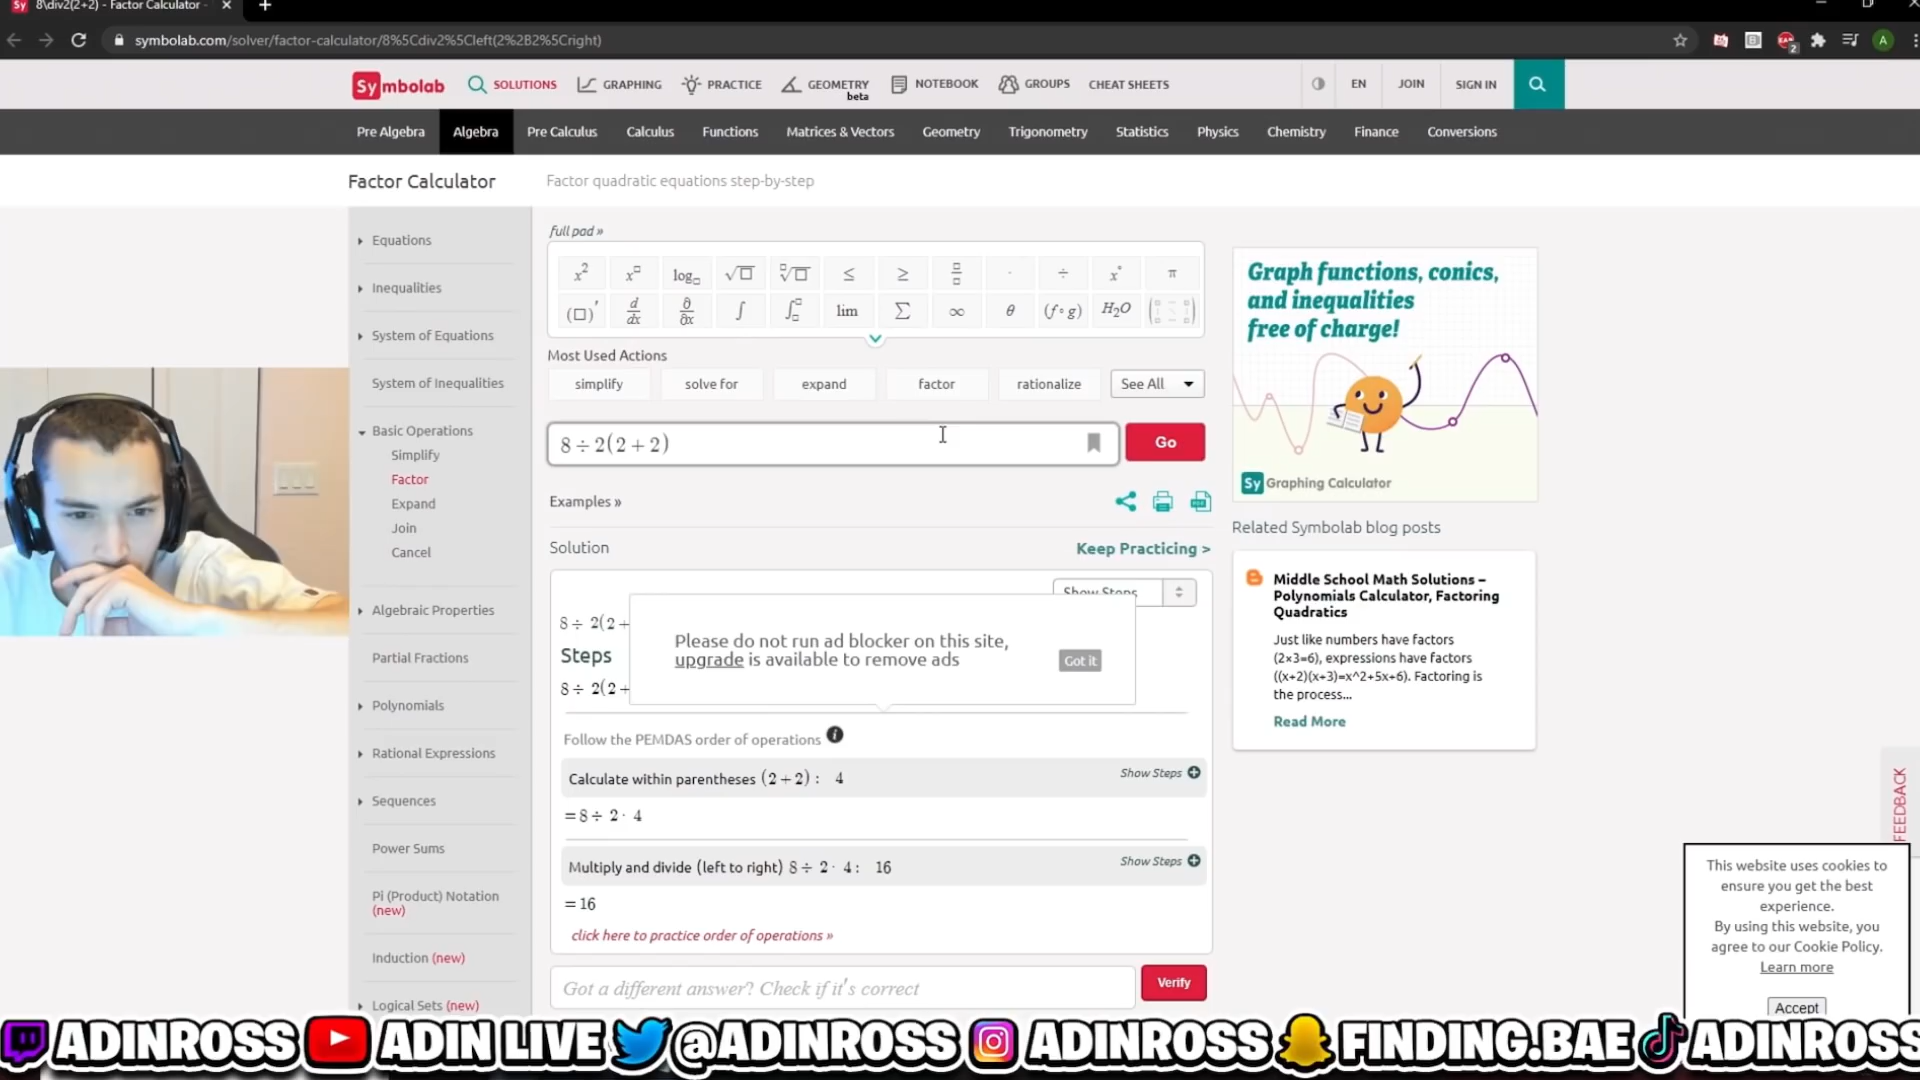 8\div2(2+2) - Factor Calculator -
symbolab.com/solver/factor-calculator/8%5Cdiv2%5Cleft(2%2B2%5Cright)
2
A
Symbolab
SOLUTIONS
GRAPHING
PRACTICE
GEOMETRY
beta
NOTEBOOK
GROUPS
CHEAT SHEETS
EN
JOIN
SIGN IN
Pre Algebra
Algebra
Pre Calculus
Calculus
Functions
Matrices & Vectors
Geometry
Trigonometry
Statistics
Physics
Chemistry
Finance
Conversions
Factor Calculator
Factor quadratic equations step-by-step
Equations
Inequalities
System of Equations
System of Inequalities
Basic Operations
Simplify
Factor
Expand
Join
Cancel
Algebraic Properties
Partial Fractions
Polynomials
Rational Expressions
Sequences
Power Sums
Pi (Product) Notation
(new)
Induction (new)
Logical Sets (new)
full pad »
x² x^□ log□ √□ ⁿ√□ ≤ ≥ □/□ · ÷ x° π
(□)′ d/dx ∂/∂x ∫ ∫□□ lim ∑ ∞ θ (f∘g) H₂O
Most Used Actions
simplify
solve for
expand
factor
rationalize
See All
8 ÷ 2(2 + 2)
Go
Examples »
Solution
Keep Practicing >
Show Steps
8 ÷ 2(2 +
Steps
8 ÷ 2(2 +
Please do not run ad blocker on this site,
upgrade is available to remove ads
Got it
Follow the PEMDAS order of operations
Calculate within parentheses (2 + 2) : 4
Show Steps
= 8 ÷ 2 · 4
Multiply and divide (left to right) 8 ÷ 2 · 4 : 16
Show Steps
= 16
click here to practice order of operations »
Got a different answer? Check if it's correct
Verify
Graph functions, conics,
and inequalities
free of charge!
Sy Graphing Calculator
Related Symbolab blog posts
Middle School Math Solutions –
Polynomials Calculator, Factoring
Quadratics
Just like numbers have factors
(2×3=6), expressions have factors
((x+2)(x+3)=x^2+5x+6). Factoring is
the process...
Read More
FEEDBACK
This website uses cookies to
ensure you get the best
experience.
By using this website, you
agree to our Cookie Policy.
Learn more
Accept
ADINROSS ADIN LIVE @ADINROSS ADINROSS FINDING.BAE ADINROSS